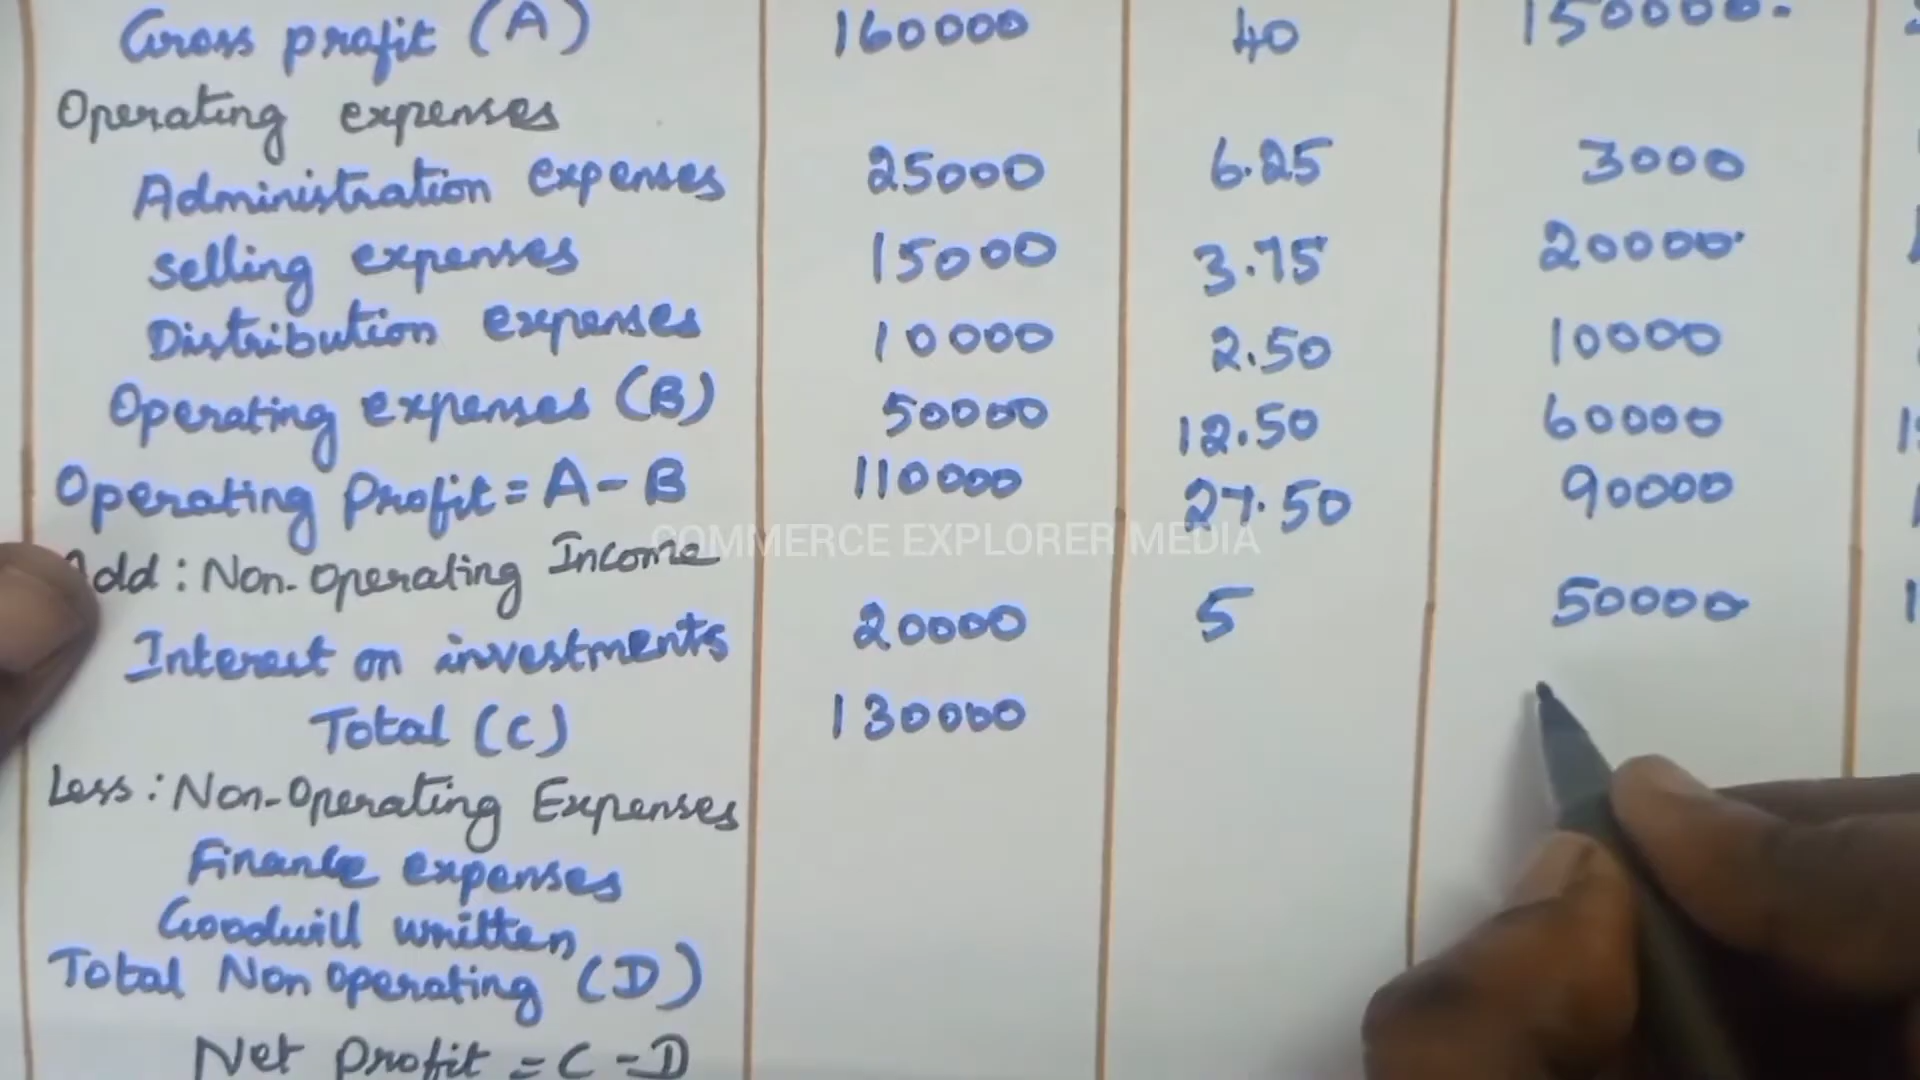 Gross profit (A) 160000 40 150000.
Operating expenses
Administration expenses 25000 6.25 3000
Selling expenses 15000 3.75 20000
Distribution expenses 10000 2.50 10000
Operating expenses (B) 50000 12.50 60000
Operating Profit = A - B 110000 27.50 90000
COMMERCE EXPLORER MEDIA
Add : Non-Operating Income
Interest on investments 20000 5 50000
Total (C) 130000
Less : Non-Operating Expenses
Finance expenses
Goodwill written
Total Non Operating (D)
Net Profit = C - D